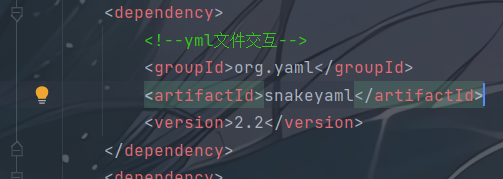 <dependency>
<!--yml文件交互-->
<groupId>org.yaml</groupId>
<artifactId>snakeyaml</artifactId>
<version>2.2</version>
</dependency>
<dependency>